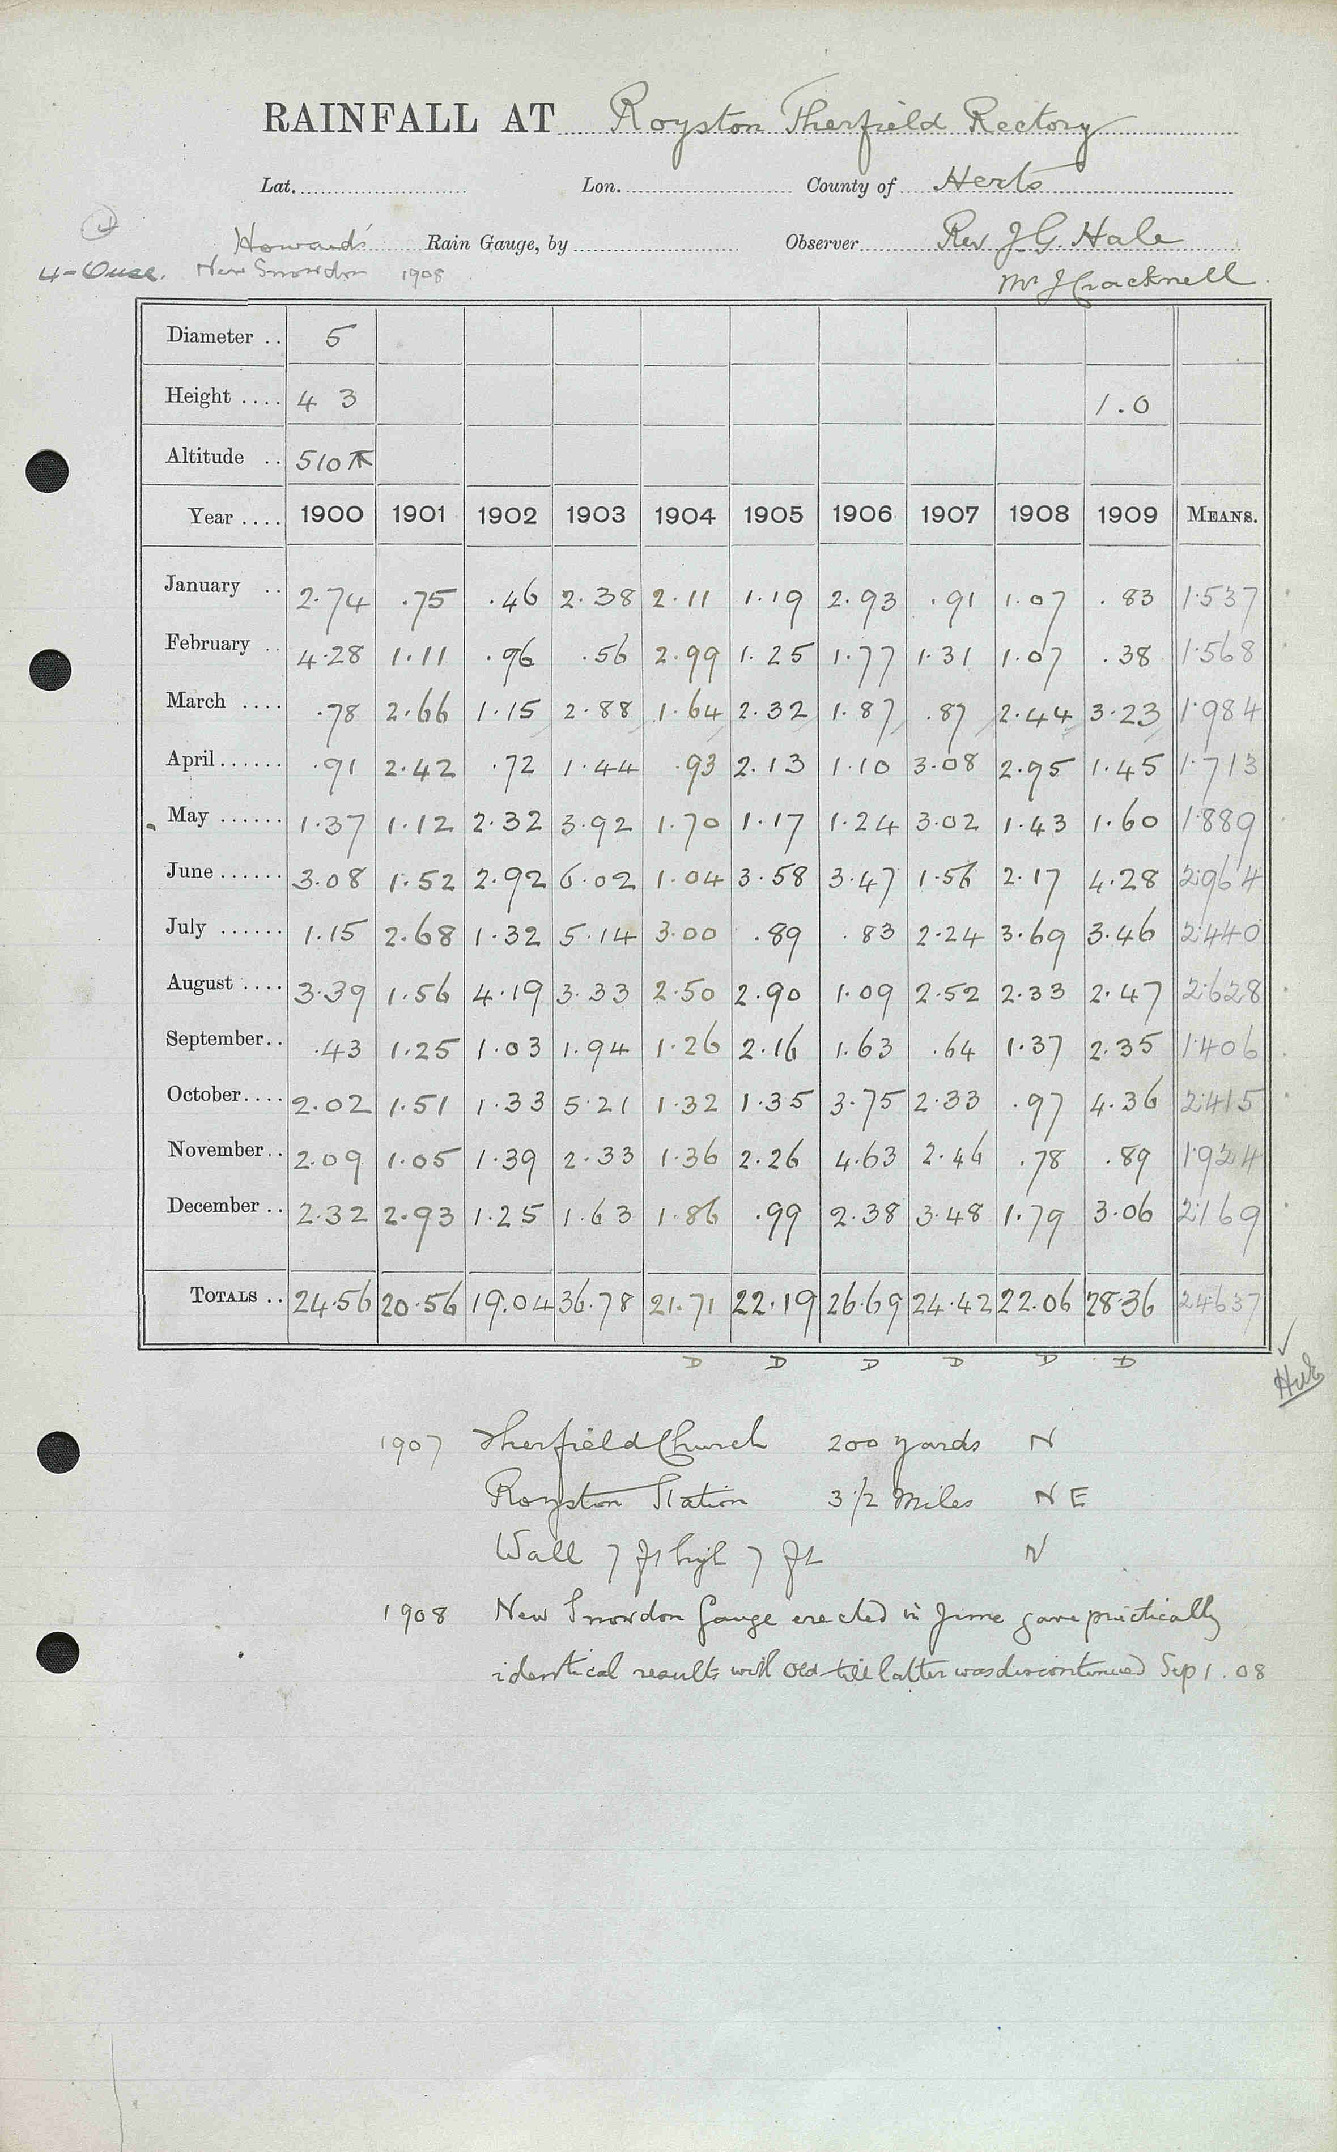 RAINFALL AT Royston Therfield Rectory
Lat. Lon. County of Herts
Howard's Rain Gauge, by Observer Rev J G Hale
4-Ouse. New Snowdon 1908 Mr J Cracknell
Diameter .. 5
Height .... 4 3 1.0
Altitude .. 510 ft
Year .... 1900 1901 1902 1903 1904 1905 1906 1907 1908 1909 MEANS.
January .. 2.74 .75 .46 2.38 2.11 1.19 2.93 .91 1.07 .83 1.537
February .. 4.28 1.11 .96 .56 2.99 1.25 1.77 1.31 1.07 .38 1.568
March .... .78 2.66 1.15 2.88 1.64 2.32 1.87 .87 2.44 3.23 1.984
April ...... .91 2.42 .72 1.44 .93 2.13 1.10 3.08 2.95 1.45 1.713
May ...... 1.37 1.12 2.32 3.92 1.70 1.17 1.24 3.02 1.43 1.60 1.889
June ...... 3.08 1.52 2.92 6.02 1.04 3.58 3.47 1.56 2.17 4.28 2.964
July ...... 1.15 2.68 1.32 5.14 3.00 .89 .83 2.24 3.69 3.46 2.440
August .... 3.39 1.56 4.19 3.33 2.50 2.90 1.09 2.52 2.33 2.47 2.628
September.. .43 1.25 1.03 1.94 1.26 2.16 1.63 .64 1.37 2.35 1.406
October.... 2.02 1.51 1.33 5.21 1.32 1.35 3.75 2.33 .97 4.36 2.415
November.. 2.09 1.05 1.39 2.33 1.36 2.26 4.63 2.46 .78 .89 1.924
December .. 2.32 2.93 1.25 1.63 1.86 .99 2.38 3.48 1.79 3.06 2.169
TOTALS .. 24.56 20.56 19.04 36.78 21.71 22.19 26.69 24.42 22.06 28.36 24.637
D D D D D D
1907 Therfield Church 200 yards N
Royston Station 3 1/2 Miles N E
Wall 7 ft high 7 ft N
1908 New Snowdon Gauge erected in June gave practically
identical results with old till latter was discontinued Sep 1. 08